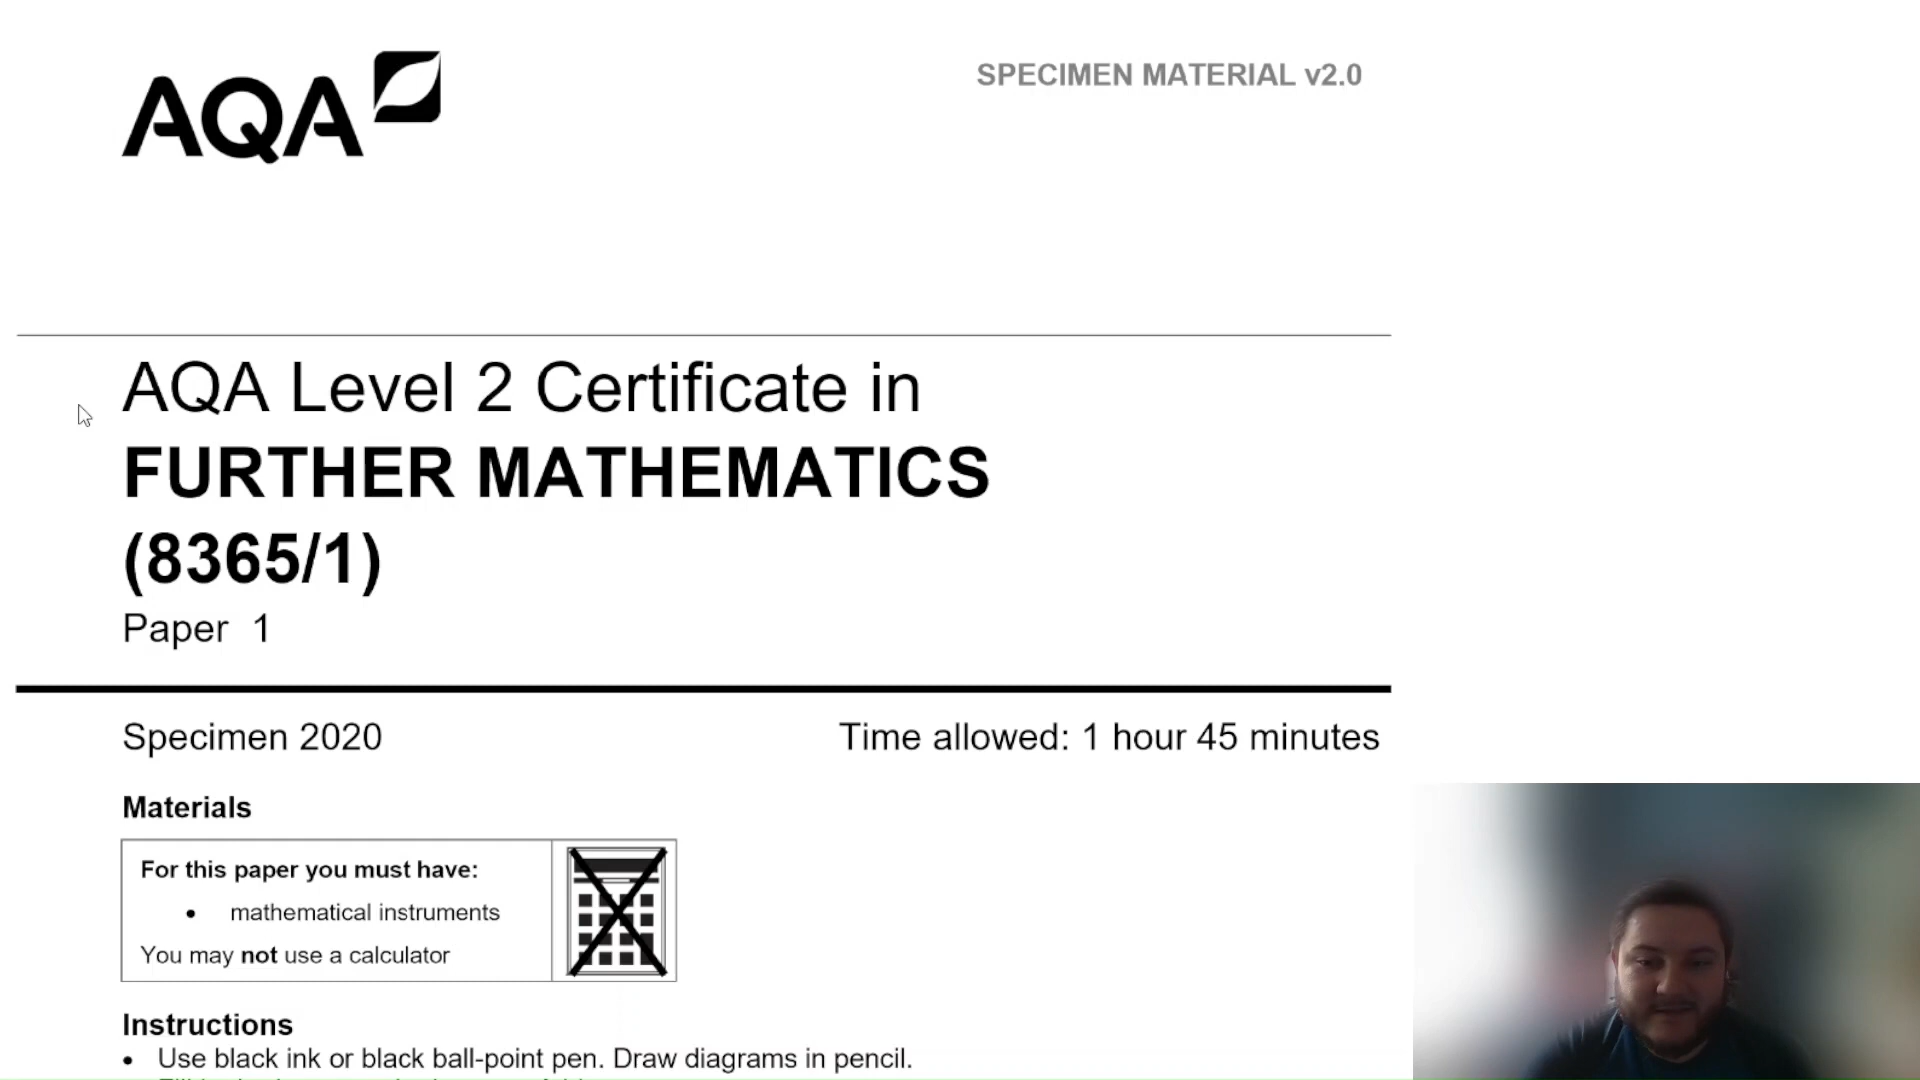 AQA
SPECIMEN MATERIAL v2.0
AQA Level 2 Certificate in
FURTHER MATHEMATICS
(8365/1)
Paper 1
Specimen 2020
Time allowed: 1 hour 45 minutes
Materials
For this paper you must have:
• mathematical instruments
You may not use a calculator
Instructions
• Use black ink or black ball-point pen. Draw diagrams in pencil.